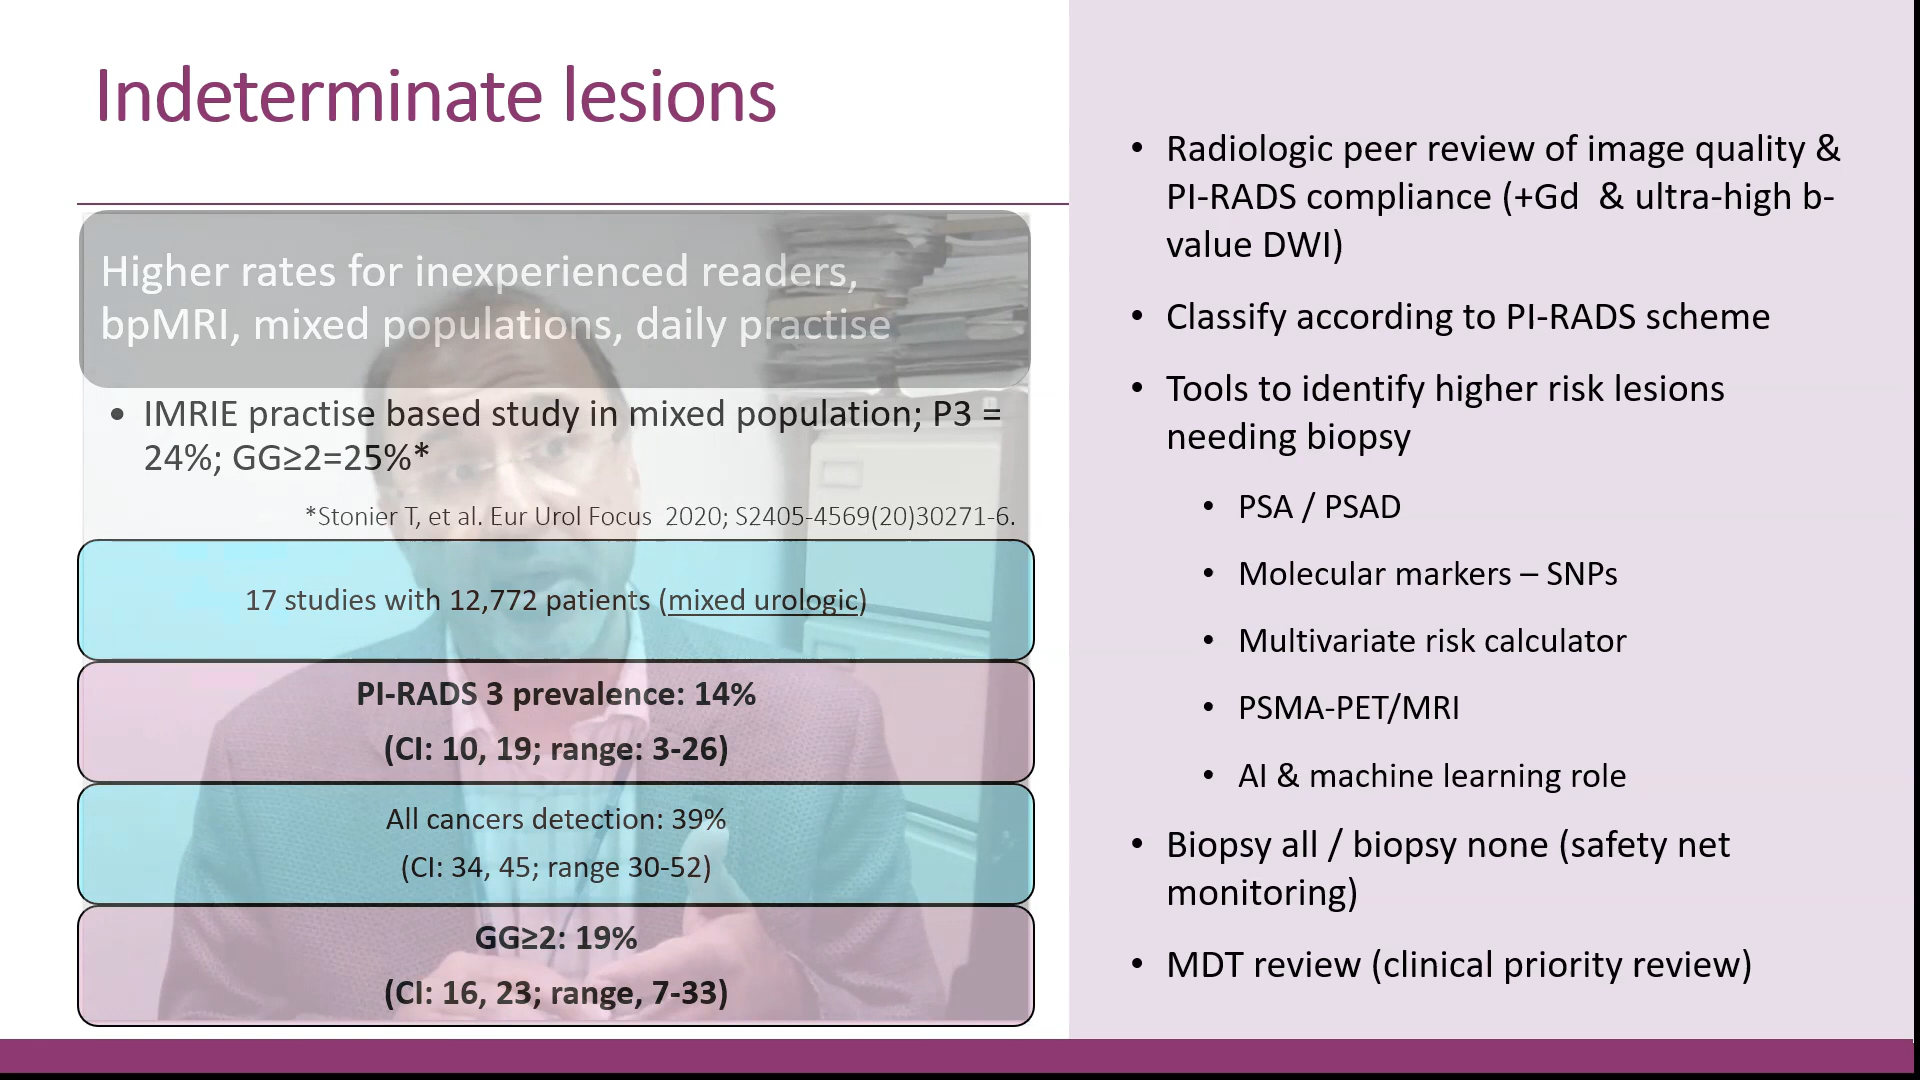 Indeterminate lesions
Higher rates for inexperienced readers,
bpMRI, mixed populations, daily practise
• IMRIE practise based study in mixed population; P3 =
24%; GG≥2=25%*
*Stonier T, et al. Eur Urol Focus 2020; S2405-4569(20)30271-6.
17 studies with 12,772 patients (mixed urologic)
PI-RADS 3 prevalence: 14%
(CI: 10, 19; range: 3-26)
All cancers detection: 39%
(CI: 34, 45; range 30-52)
GG≥2: 19%
(CI: 16, 23; range, 7-33)
• Radiologic peer review of image quality &
PI-RADS compliance (+Gd & ultra-high b-
value DWI)
• Classify according to PI-RADS scheme
• Tools to identify higher risk lesions
needing biopsy
• PSA / PSAD
• Molecular markers – SNPs
• Multivariate risk calculator
• PSMA-PET/MRI
• AI & machine learning role
• Biopsy all / biopsy none (safety net
monitoring)
• MDT review (clinical priority review)